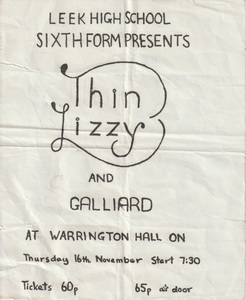 LEEK HIGH SCHOOL
SIXTH FORM PRESENTS
Thin
Lizzy
AND
GALLIARD
AT WARRINGTON HALL ON
Thursday 16th November Start 7:30
Tickets 60p 65p at door